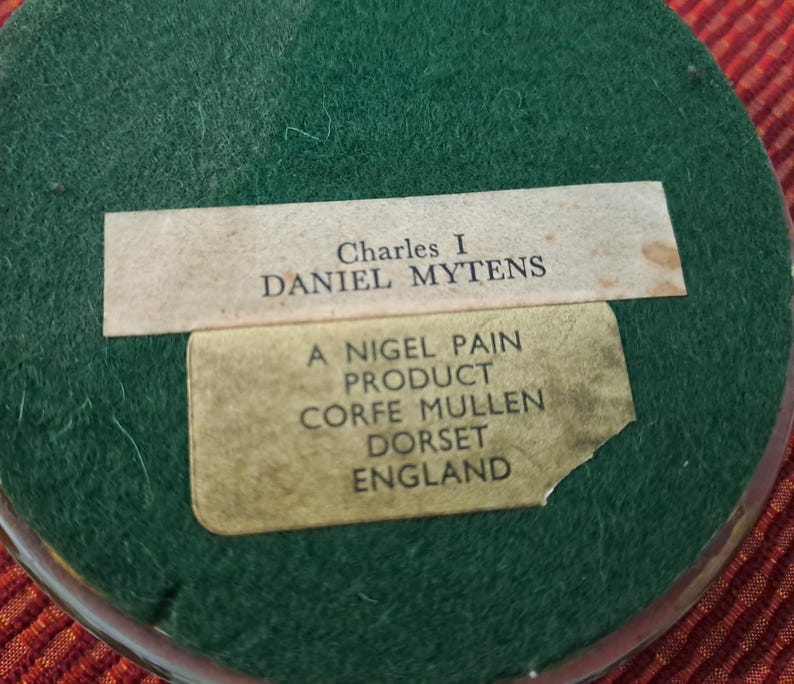 Charles I
DANIEL MYTENS
A NIGEL PAIN
PRODUCT
CORFE MULLEN
DORSET
ENGLAND